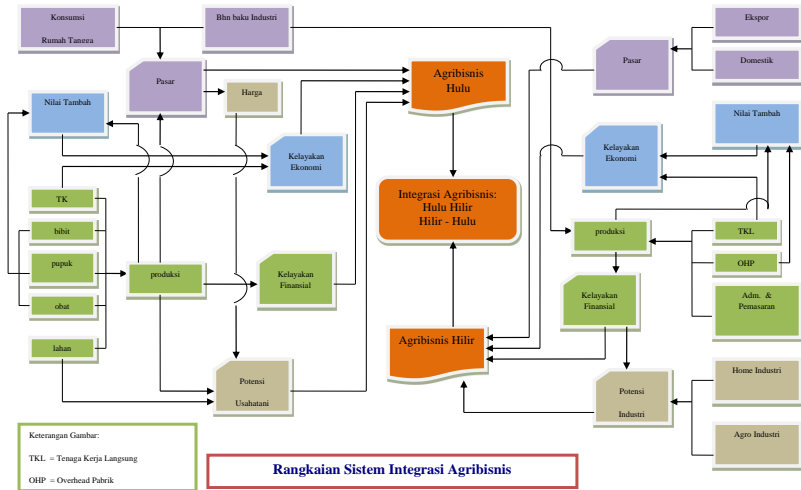 Konsumsi
Rumah Tangga
Bhn baku Industri
Ekspor
Pasar
Harga
Agribisnis
Hulu
Pasar
Domestik
Nilai Tambah
Nilai Tambah
Kelayakan
Ekonomi
Kelayakan
Ekonomi
TK
Integrasi Agribisnis:
Hulu Hilir
Hilir - Hulu
bibit
produksi
TKL
pupuk
produksi
Kelayakan
Finansial
OHP
Kelayakan
Finansial
Adm. &
Pemasaran
obat
lahan
Agribisnis Hilir
Potensi
Usahatani
Potensi
Industri
Home Industri
Agro Industri
Keterangan Gambar:
TKL = Tenaga Kerja Langsung
OHP = Overhead Pabrik
Rangkaian Sistem Integrasi Agribisnis